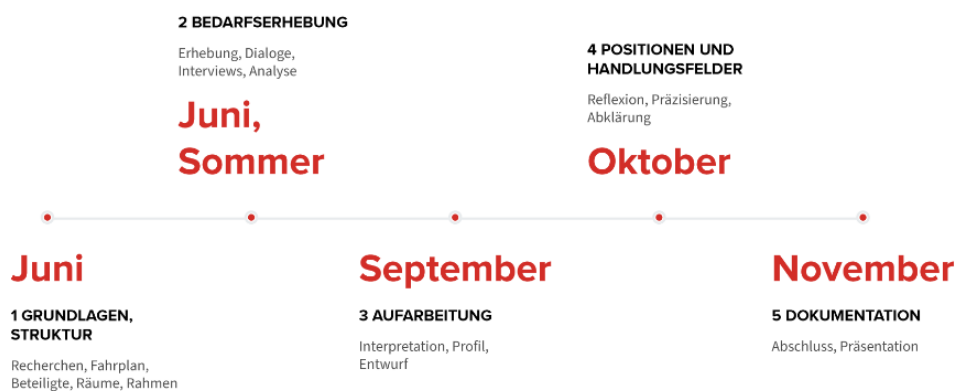 2 BEDARFSERHEBUNG
Erhebung, Dialoge,
Interviews, Analyse
Juni,
Sommer
4 POSITIONEN UND
HANDLUNGSFELDER
Reflexion, Präzisierung,
Abklärung
Oktober
Juni
1 GRUNDLAGEN,
STRUKTUR
Recherchen, Fahrplan,
Beteiligte, Räume, Rahmen
September
3 AUFARBEITUNG
Interpretation, Profil,
Entwurf
November
5 DOKUMENTATION
Abschluss, Präsentation